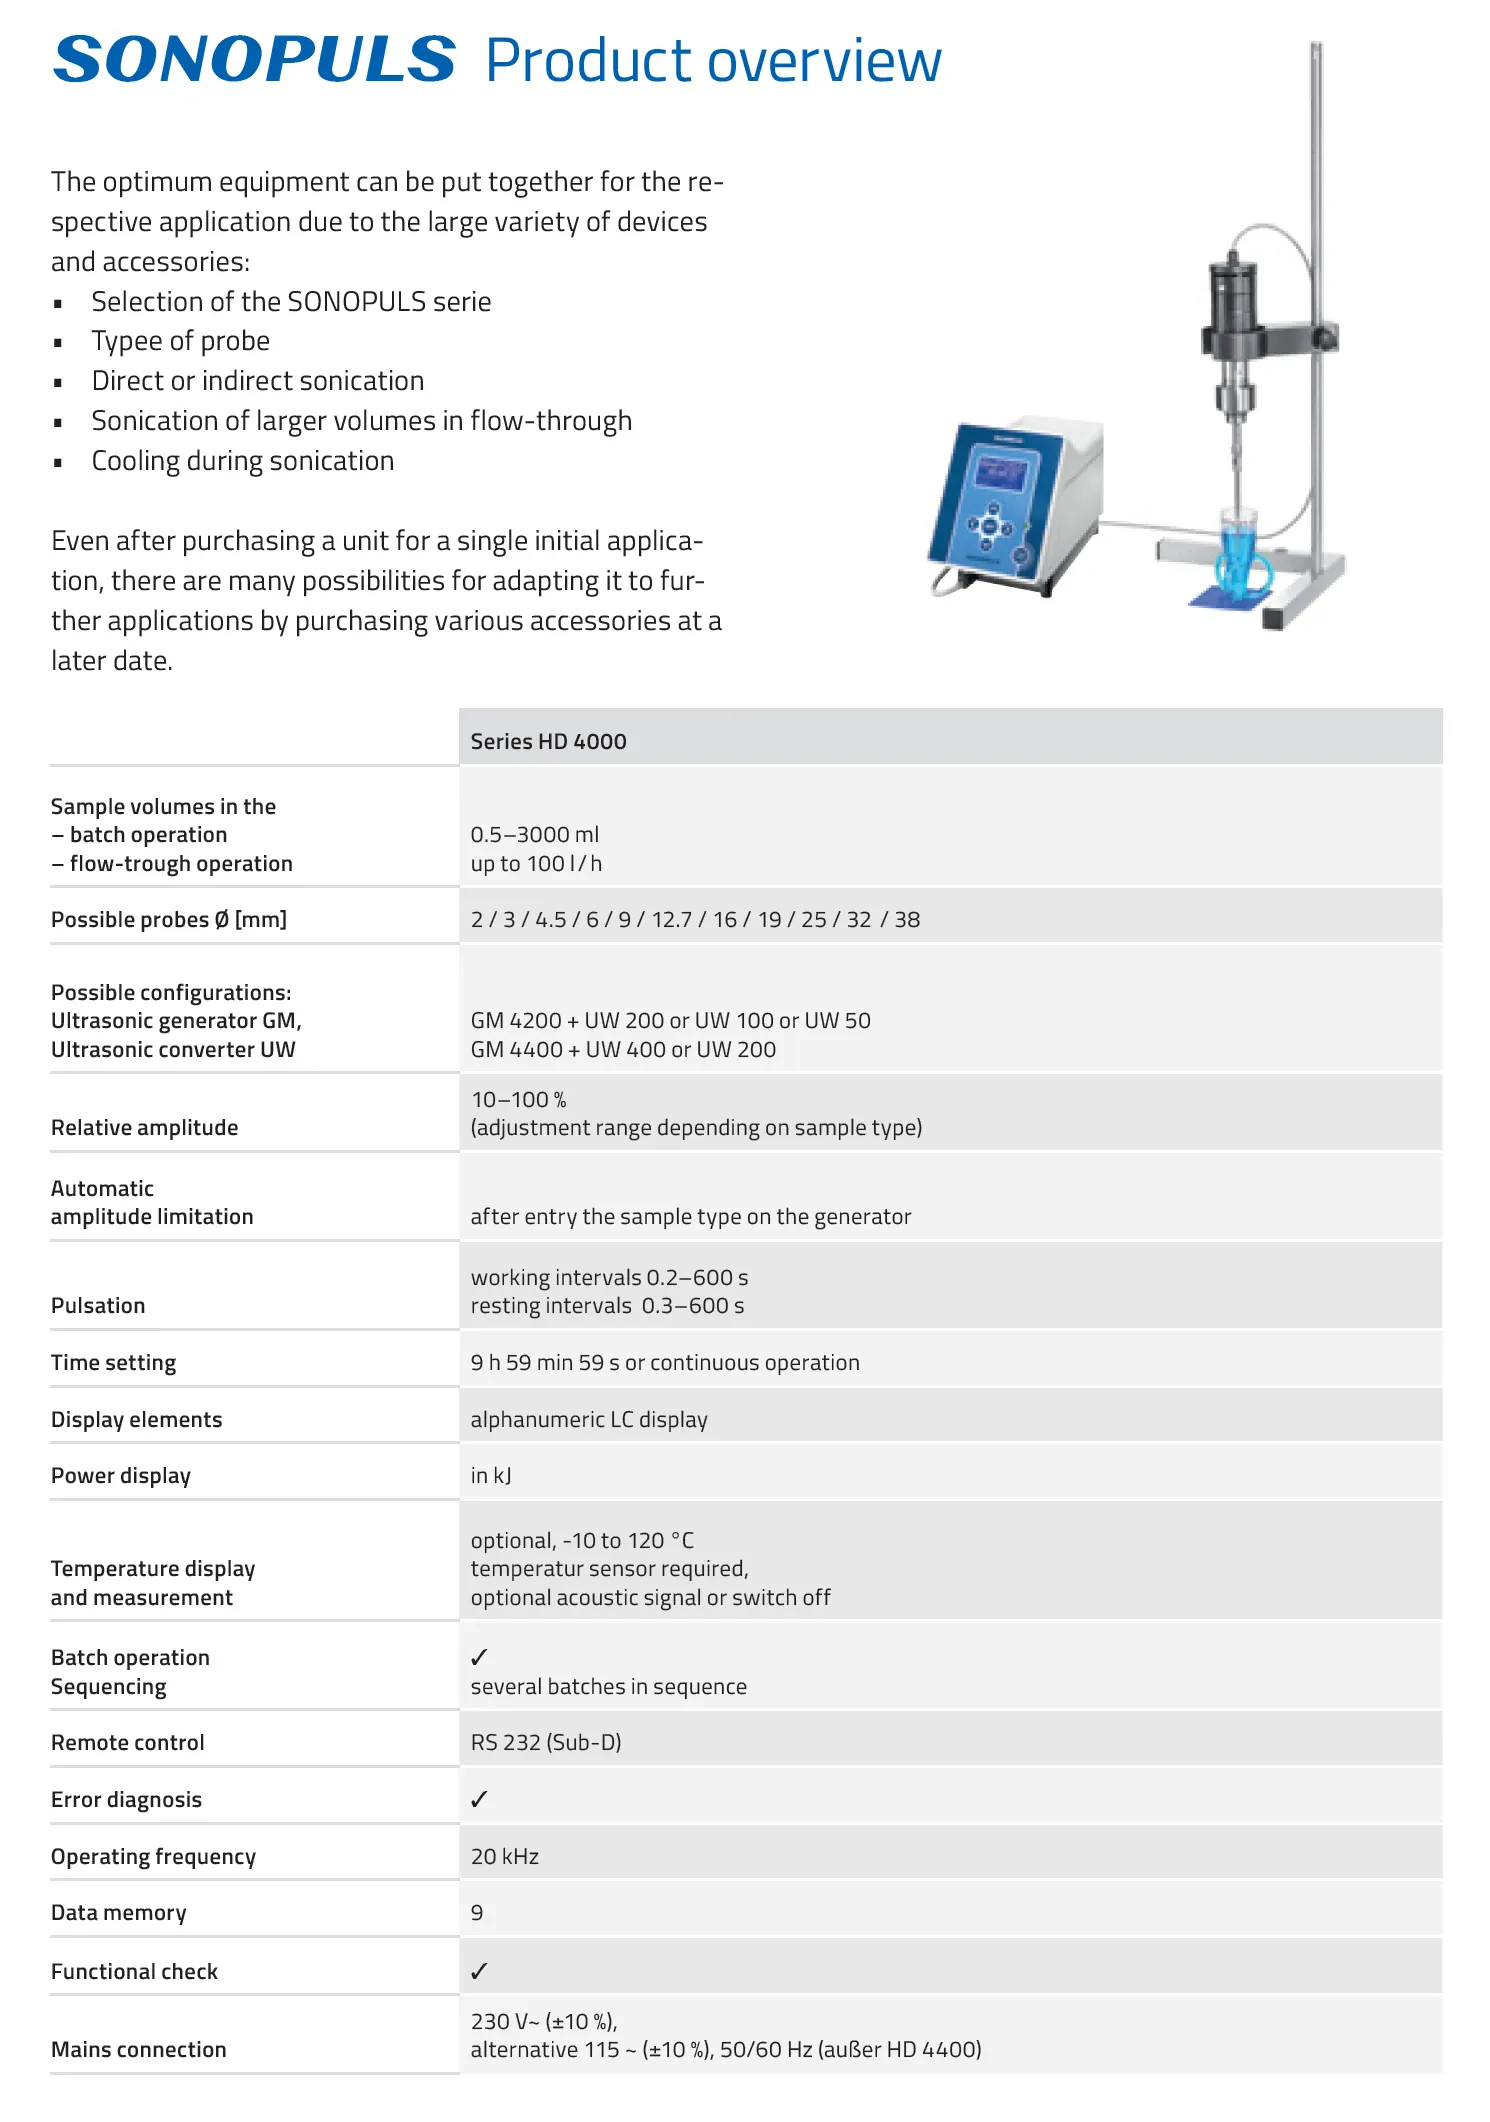 SONOPULS Product overview
The optimum equipment can be put together for the re-
spective application due to the large variety of devices
and accessories:
▪ Selection of the SONOPULS serie
▪ Typee of probe
▪ Direct or indirect sonication
▪ Sonication of larger volumes in flow-through
▪ Cooling during sonication
Even after purchasing a unit for a single initial applica-
tion, there are many possibilities for adapting it to fur-
ther applications by purchasing various accessories at a
later date.
Series HD 4000
Sample volumes in the
– batch operation 0.5–3000 ml
– flow-trough operation up to 100 l / h
Possible probes Ø [mm] 2 / 3 / 4.5 / 6 / 9 / 12.7 / 16 / 19 / 25 / 32 / 38
Possible configurations:
Ultrasonic generator GM, GM 4200 + UW 200 or UW 100 or UW 50
Ultrasonic converter UW GM 4400 + UW 400 or UW 200
10–100 %
Relative amplitude (adjustment range depending on sample type)
Automatic
amplitude limitation after entry the sample type on the generator
working intervals 0.2–600 s
Pulsation resting intervals 0.3–600 s
Time setting 9 h 59 min 59 s or continuous operation
Display elements alphanumeric LC display
Power display in kJ
optional, -10 to 120 °C
Temperature display temperatur sensor required,
and measurement optional acoustic signal or switch off
Batch operation ✓
Sequencing several batches in sequence
Remote control RS 232 (Sub-D)
Error diagnosis ✓
Operating frequency 20 kHz
Data memory 9
Functional check ✓
230 V~ (±10 %),
Mains connection alternative 115 ~ (±10 %), 50/60 Hz (außer HD 4400)